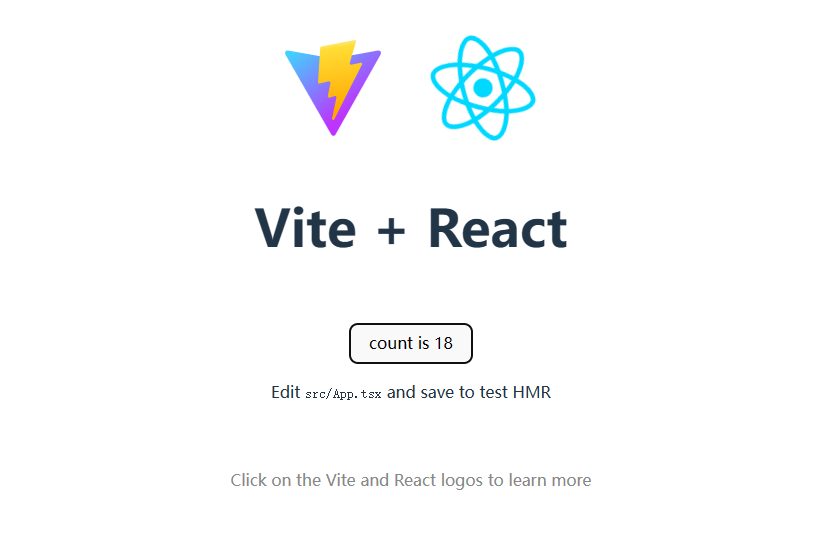 Vite + React
count is 18
Edit src/App.tsx and save to test HMR
Click on the Vite and React logos to learn more